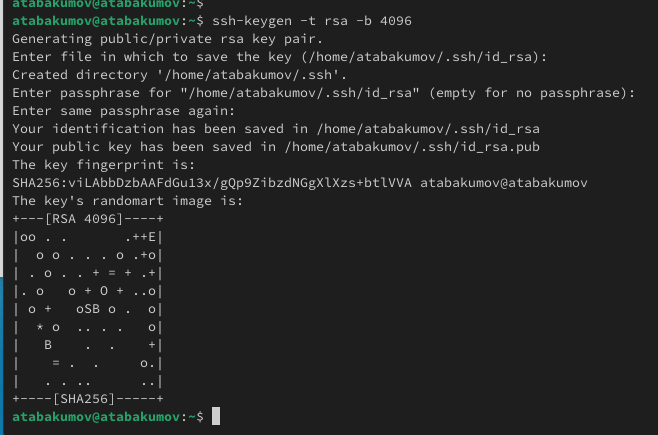 atabakumov@atabakumov:~$
atabakumov@atabakumov:~$ ssh-keygen -t rsa -b 4096
Generating public/private rsa key pair.
Enter file in which to save the key (/home/atabakumov/.ssh/id_rsa):
Created directory '/home/atabakumov/.ssh'.
Enter passphrase for "/home/atabakumov/.ssh/id_rsa" (empty for no passphrase):
Enter same passphrase again:
Your identification has been saved in /home/atabakumov/.ssh/id_rsa
Your public key has been saved in /home/atabakumov/.ssh/id_rsa.pub
The key fingerprint is:
SHA256:viLAbbDzbAAFdGu13x/gQp9ZibzdNGgXlXzs+btlVVA atabakumov@atabakumov
The key's randomart image is:
+---[RSA 4096]----+
|oo . .       .++E|
|  o o . . . o .+o|
| . o . . + = + .+|
|. o   o + O + ..o|
| o +   oSB o .  o|
|  * o  .. . .   o|
|   B    .  .    +|
|    = .  .     o.|
|   . . ..      ..|
+----[SHA256]-----+
atabakumov@atabakumov:~$